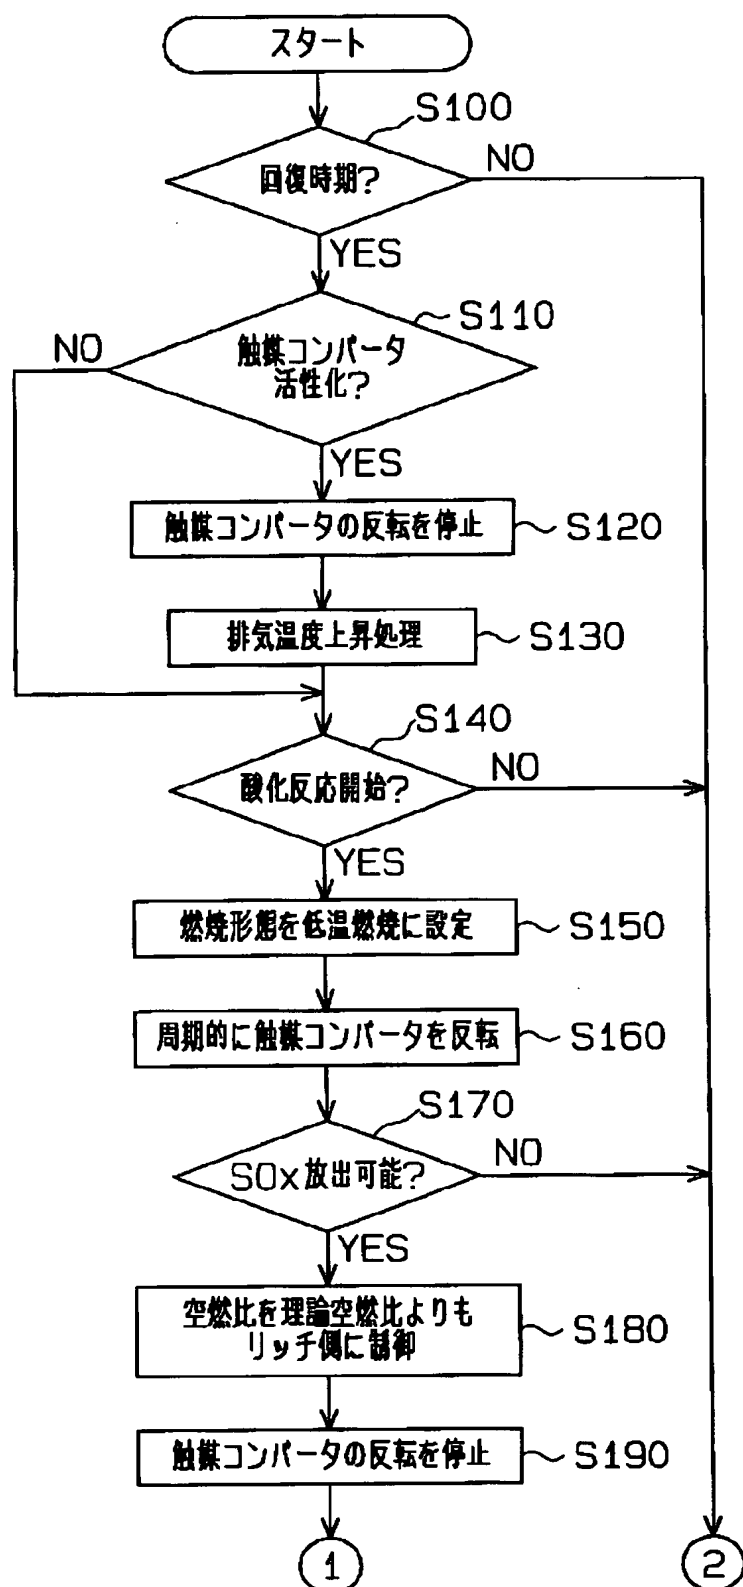 スタート
S100
回復時期?
NO
YES
S110
触媒コンバータ
活性化?
NO
YES
触媒コンバータの反転を停止
S120
排気温度上昇処理
S130
S140
酸化反応開始?
NO
YES
燃焼形態を低温燃焼に設定
S150
周期的に触媒コンバータを反転
S160
S170
SOx放出可能?
NO
YES
空燃比を理論空燃比よりも
リッチ側に制御
S180
触媒コンバータの反転を停止
S190
1
2